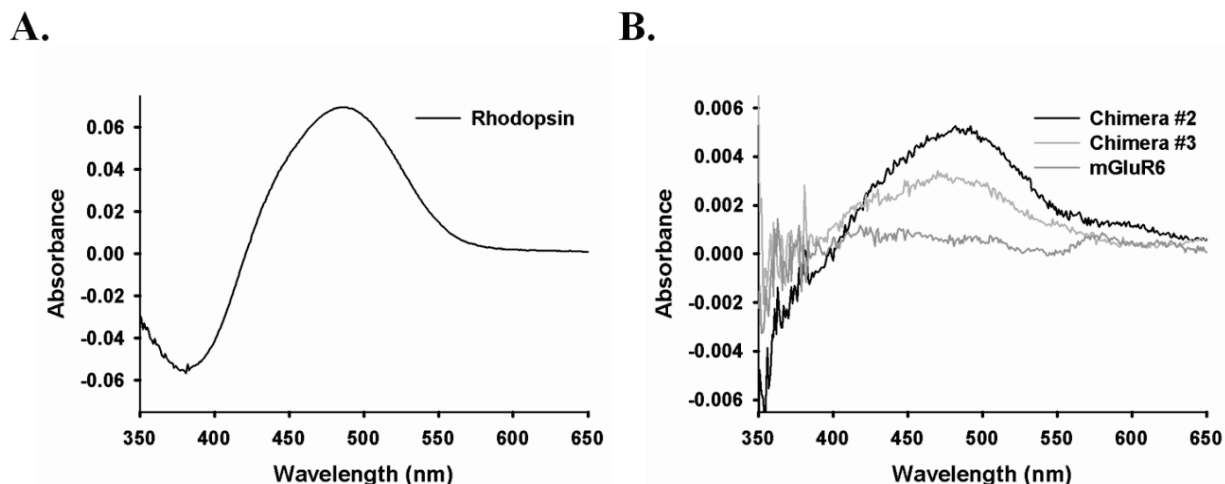 A.
B.
Rhodopsin
0.06
0.04
0.02
0.00
-0.02
-0.04
-0.06
Absorbance
350 400 450 500 550 600 650
Wavelength (nm)
Chimera #2
Chimera #3
mGluR6
0.006
0.004
0.002
0.000
-0.002
-0.004
-0.006
Absorbance
350 400 450 500 550 600 650
Wavelength (nm)